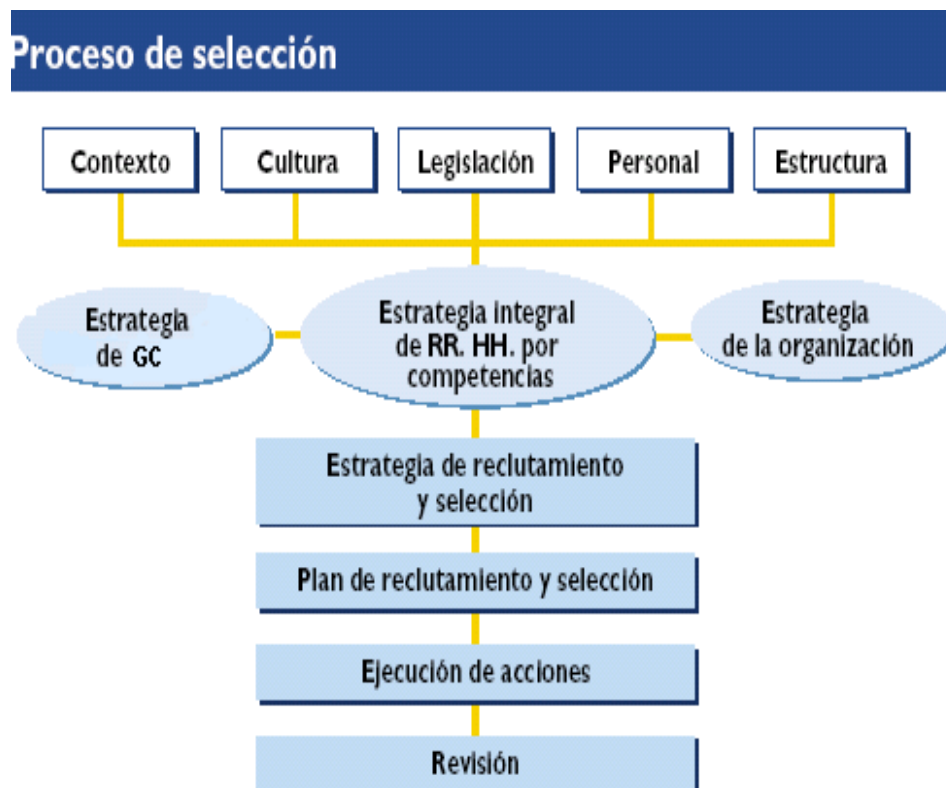 Proceso de selección
Contexto
Cultura
Legislación
Personal
Estructura
Estrategia
de GC
Estrategia integral
de RR. HH. por
competencias
Estrategia
de la organización
Estrategia de reclutamiento
y selección
Plan de reclutamiento y selección
Ejecución de acciones
Revisión